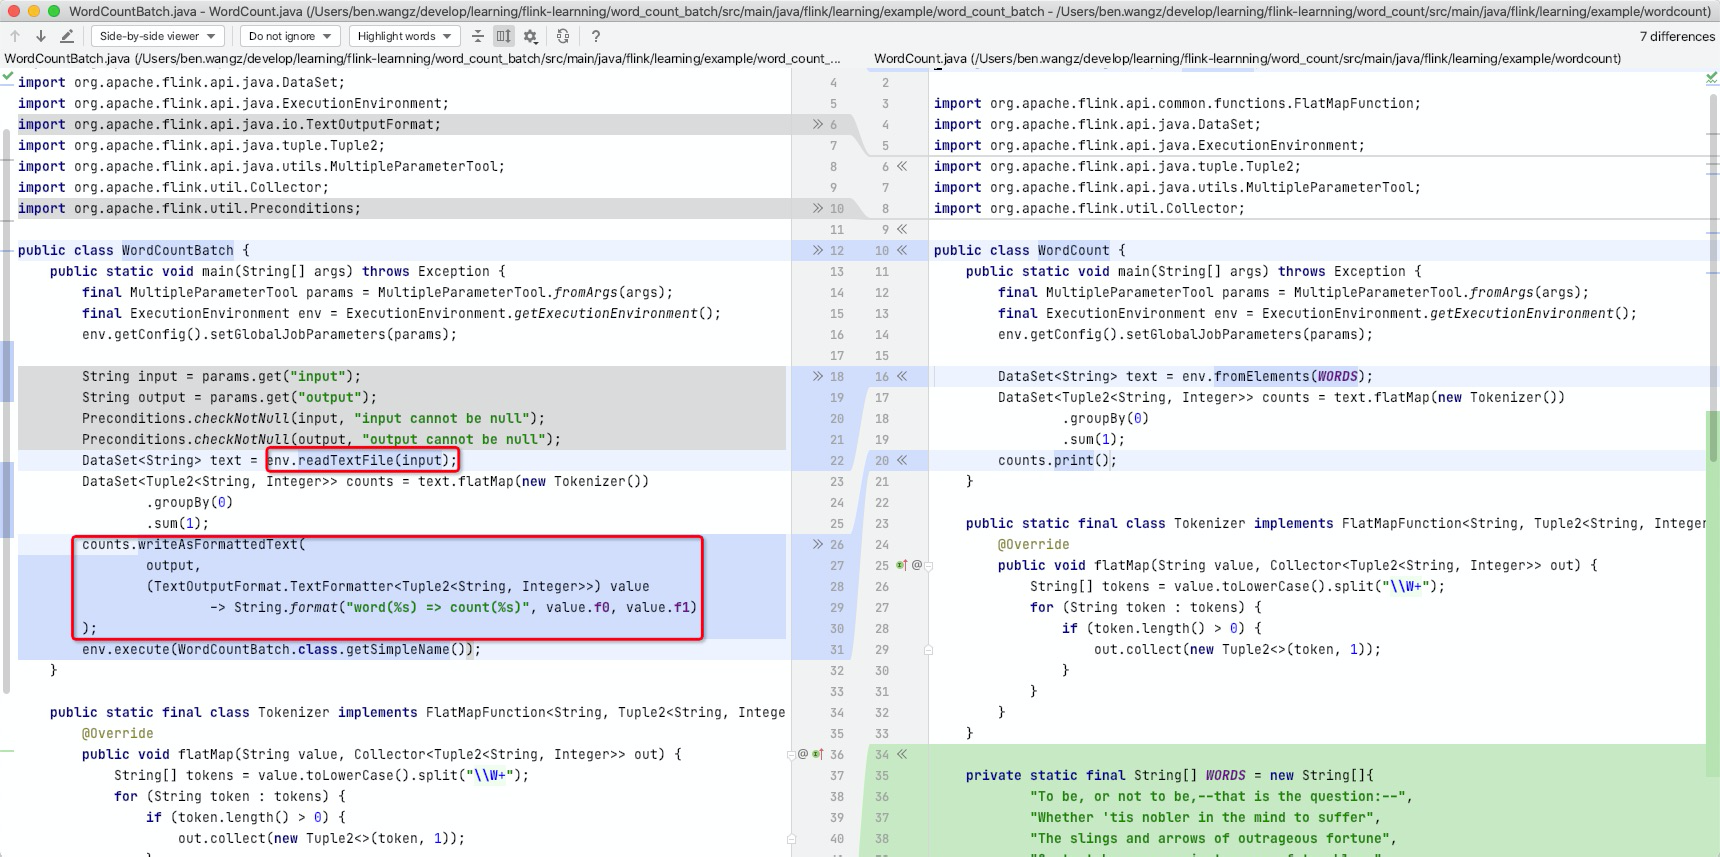 WordCountBatch.java - WordCount.java (/Users/ben.wangz/develop/learning/flink-learnning/word_count_batch/src/main/java/flink/learning/example/word_count_batch - /Users/ben.wangz/develop/learning/flink-learnning/word_count/src/main/java/flink/learning/example/wordcount)
Side-by-side viewer Do not ignore Highlight words ? 7 differences
WordCountBatch.java (/Users/ben.wangz/develop/learning/flink-learnning/word_count_batch/src/main/java/flink/learning/example/word_count_...
4 import org.apache.flink.api.java.DataSet;
5 import org.apache.flink.api.java.ExecutionEnvironment;
6 import org.apache.flink.api.java.io.TextOutputFormat;
7 import org.apache.flink.api.java.tuple.Tuple2;
8 import org.apache.flink.api.java.utils.MultipleParameterTool;
9 import org.apache.flink.util.Collector;
10 import org.apache.flink.util.Preconditions;
11
12 public class WordCountBatch {
13     public static void main(String[] args) throws Exception {
14         final MultipleParameterTool params = MultipleParameterTool.fromArgs(args);
15         final ExecutionEnvironment env = ExecutionEnvironment.getExecutionEnvironment();
16         env.getConfig().setGlobalJobParameters(params);
17
18         String input = params.get("input");
19         String output = params.get("output");
20         Preconditions.checkNotNull(input, "input cannot be null");
21         Preconditions.checkNotNull(output, "output cannot be null");
22         DataSet<String> text = env.readTextFile(input);
23         DataSet<Tuple2<String, Integer>> counts = text.flatMap(new Tokenizer())
24                 .groupBy(0)
25                 .sum(1);
26         counts.writeAsFormattedText(
27                 output,
28                 (TextOutputFormat.TextFormatter<Tuple2<String, Integer>>) value
29                         -> String.format("word(%s) => count(%s)", value.f0, value.f1)
30         );
31         env.execute(WordCountBatch.class.getSimpleName());
32     }
33
34     public static final class Tokenizer implements FlatMapFunction<String, Tuple2<String, Intege
35         @Override
36         public void flatMap(String value, Collector<Tuple2<String, Integer>> out) {
37             String[] tokens = value.toLowerCase().split("\\W+");
38             for (String token : tokens) {
39                 if (token.length() > 0) {
40                     out.collect(new Tuple2<>(token, 1));
WordCount.java (/Users/ben.wangz/develop/learning/flink-learnning/word_count/src/main/java/flink/learning/example/wordcount)
2
3 import org.apache.flink.api.common.functions.FlatMapFunction;
4 import org.apache.flink.api.java.DataSet;
5 import org.apache.flink.api.java.ExecutionEnvironment;
6 import org.apache.flink.api.java.tuple.Tuple2;
7 import org.apache.flink.api.java.utils.MultipleParameterTool;
8 import org.apache.flink.util.Collector;
9
10 public class WordCount {
11     public static void main(String[] args) throws Exception {
12         final MultipleParameterTool params = MultipleParameterTool.fromArgs(args);
13         final ExecutionEnvironment env = ExecutionEnvironment.getExecutionEnvironment();
14         env.getConfig().setGlobalJobParameters(params);
15
16         DataSet<String> text = env.fromElements(WORDS);
17         DataSet<Tuple2<String, Integer>> counts = text.flatMap(new Tokenizer())
18                 .groupBy(0)
19                 .sum(1);
20         counts.print();
21     }
22
23     public static final class Tokenizer implements FlatMapFunction<String, Tuple2<String, Integer
24         @Override
25         public void flatMap(String value, Collector<Tuple2<String, Integer>> out) {
26             String[] tokens = value.toLowerCase().split("\\W+");
27             for (String token : tokens) {
28                 if (token.length() > 0) {
29                     out.collect(new Tuple2<>(token, 1));
30                 }
31             }
32         }
33     }
34
35     private static final String[] WORDS = new String[]{
36             "To be, or not to be,--that is the question:--",
37             "Whether 'tis nobler in the mind to suffer",
38             "The slings and arrows of outrageous fortune",